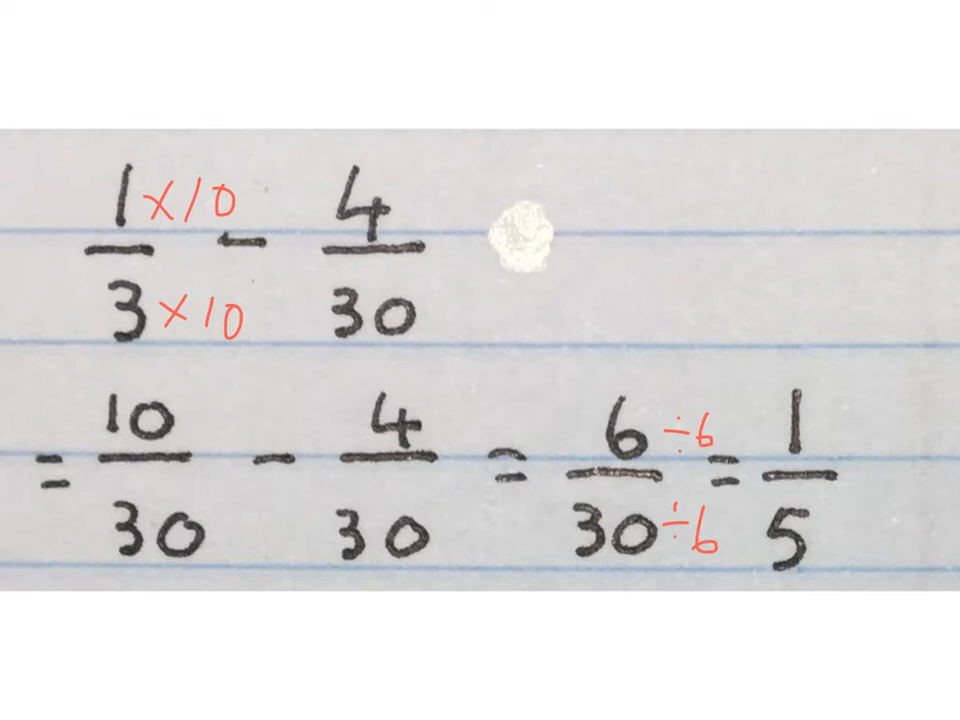 1×10/3×10 - 4/30
= 10/30 - 4/30 = 6÷6/30÷6 = 1/5